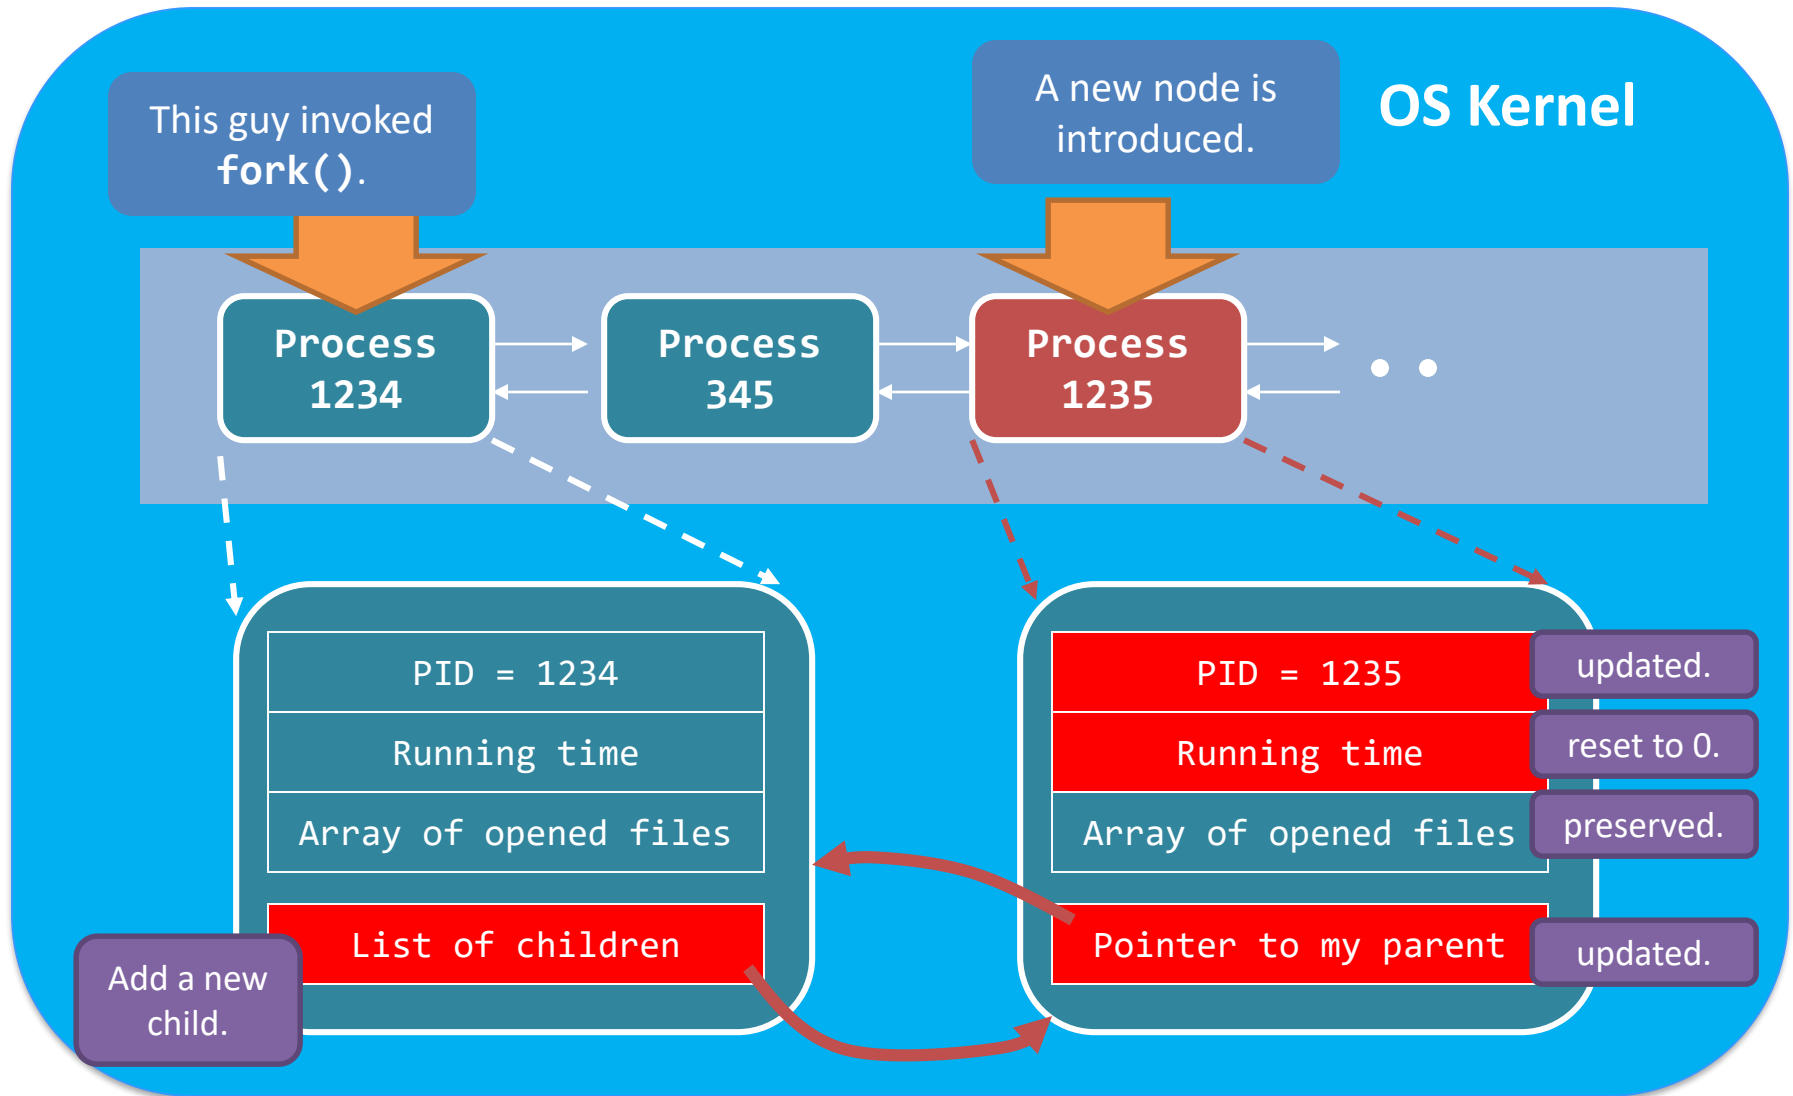 This guy invoked
fork().
A new node is
introduced.
OS Kernel
Process
1234
Process
345
Process
1235
PID = 1234
Running time
Array of opened files
List of children
Add a new
child.
PID = 1235
updated.
Running time
reset to 0.
Array of opened files
preserved.
Pointer to my parent
updated.